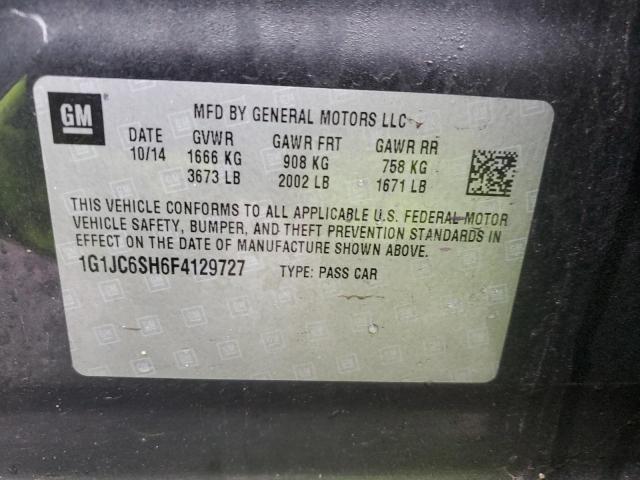 GM
MFD BY GENERAL MOTORS LLC
DATE GVWR GAWR FRT GAWR RR
10/14 1666 KG 908 KG 758 KG
3673 LB 2002 LB 1671 LB
THIS VEHICLE CONFORMS TO ALL APPLICABLE U.S. FEDERAL MOTOR
VEHICLE SAFETY, BUMPER, AND THEFT PREVENTION STANDARDS IN
EFFECT ON THE DATE OF MANUFACTURE SHOWN ABOVE.
1G1JC6SH6F4129727 TYPE: PASS CAR